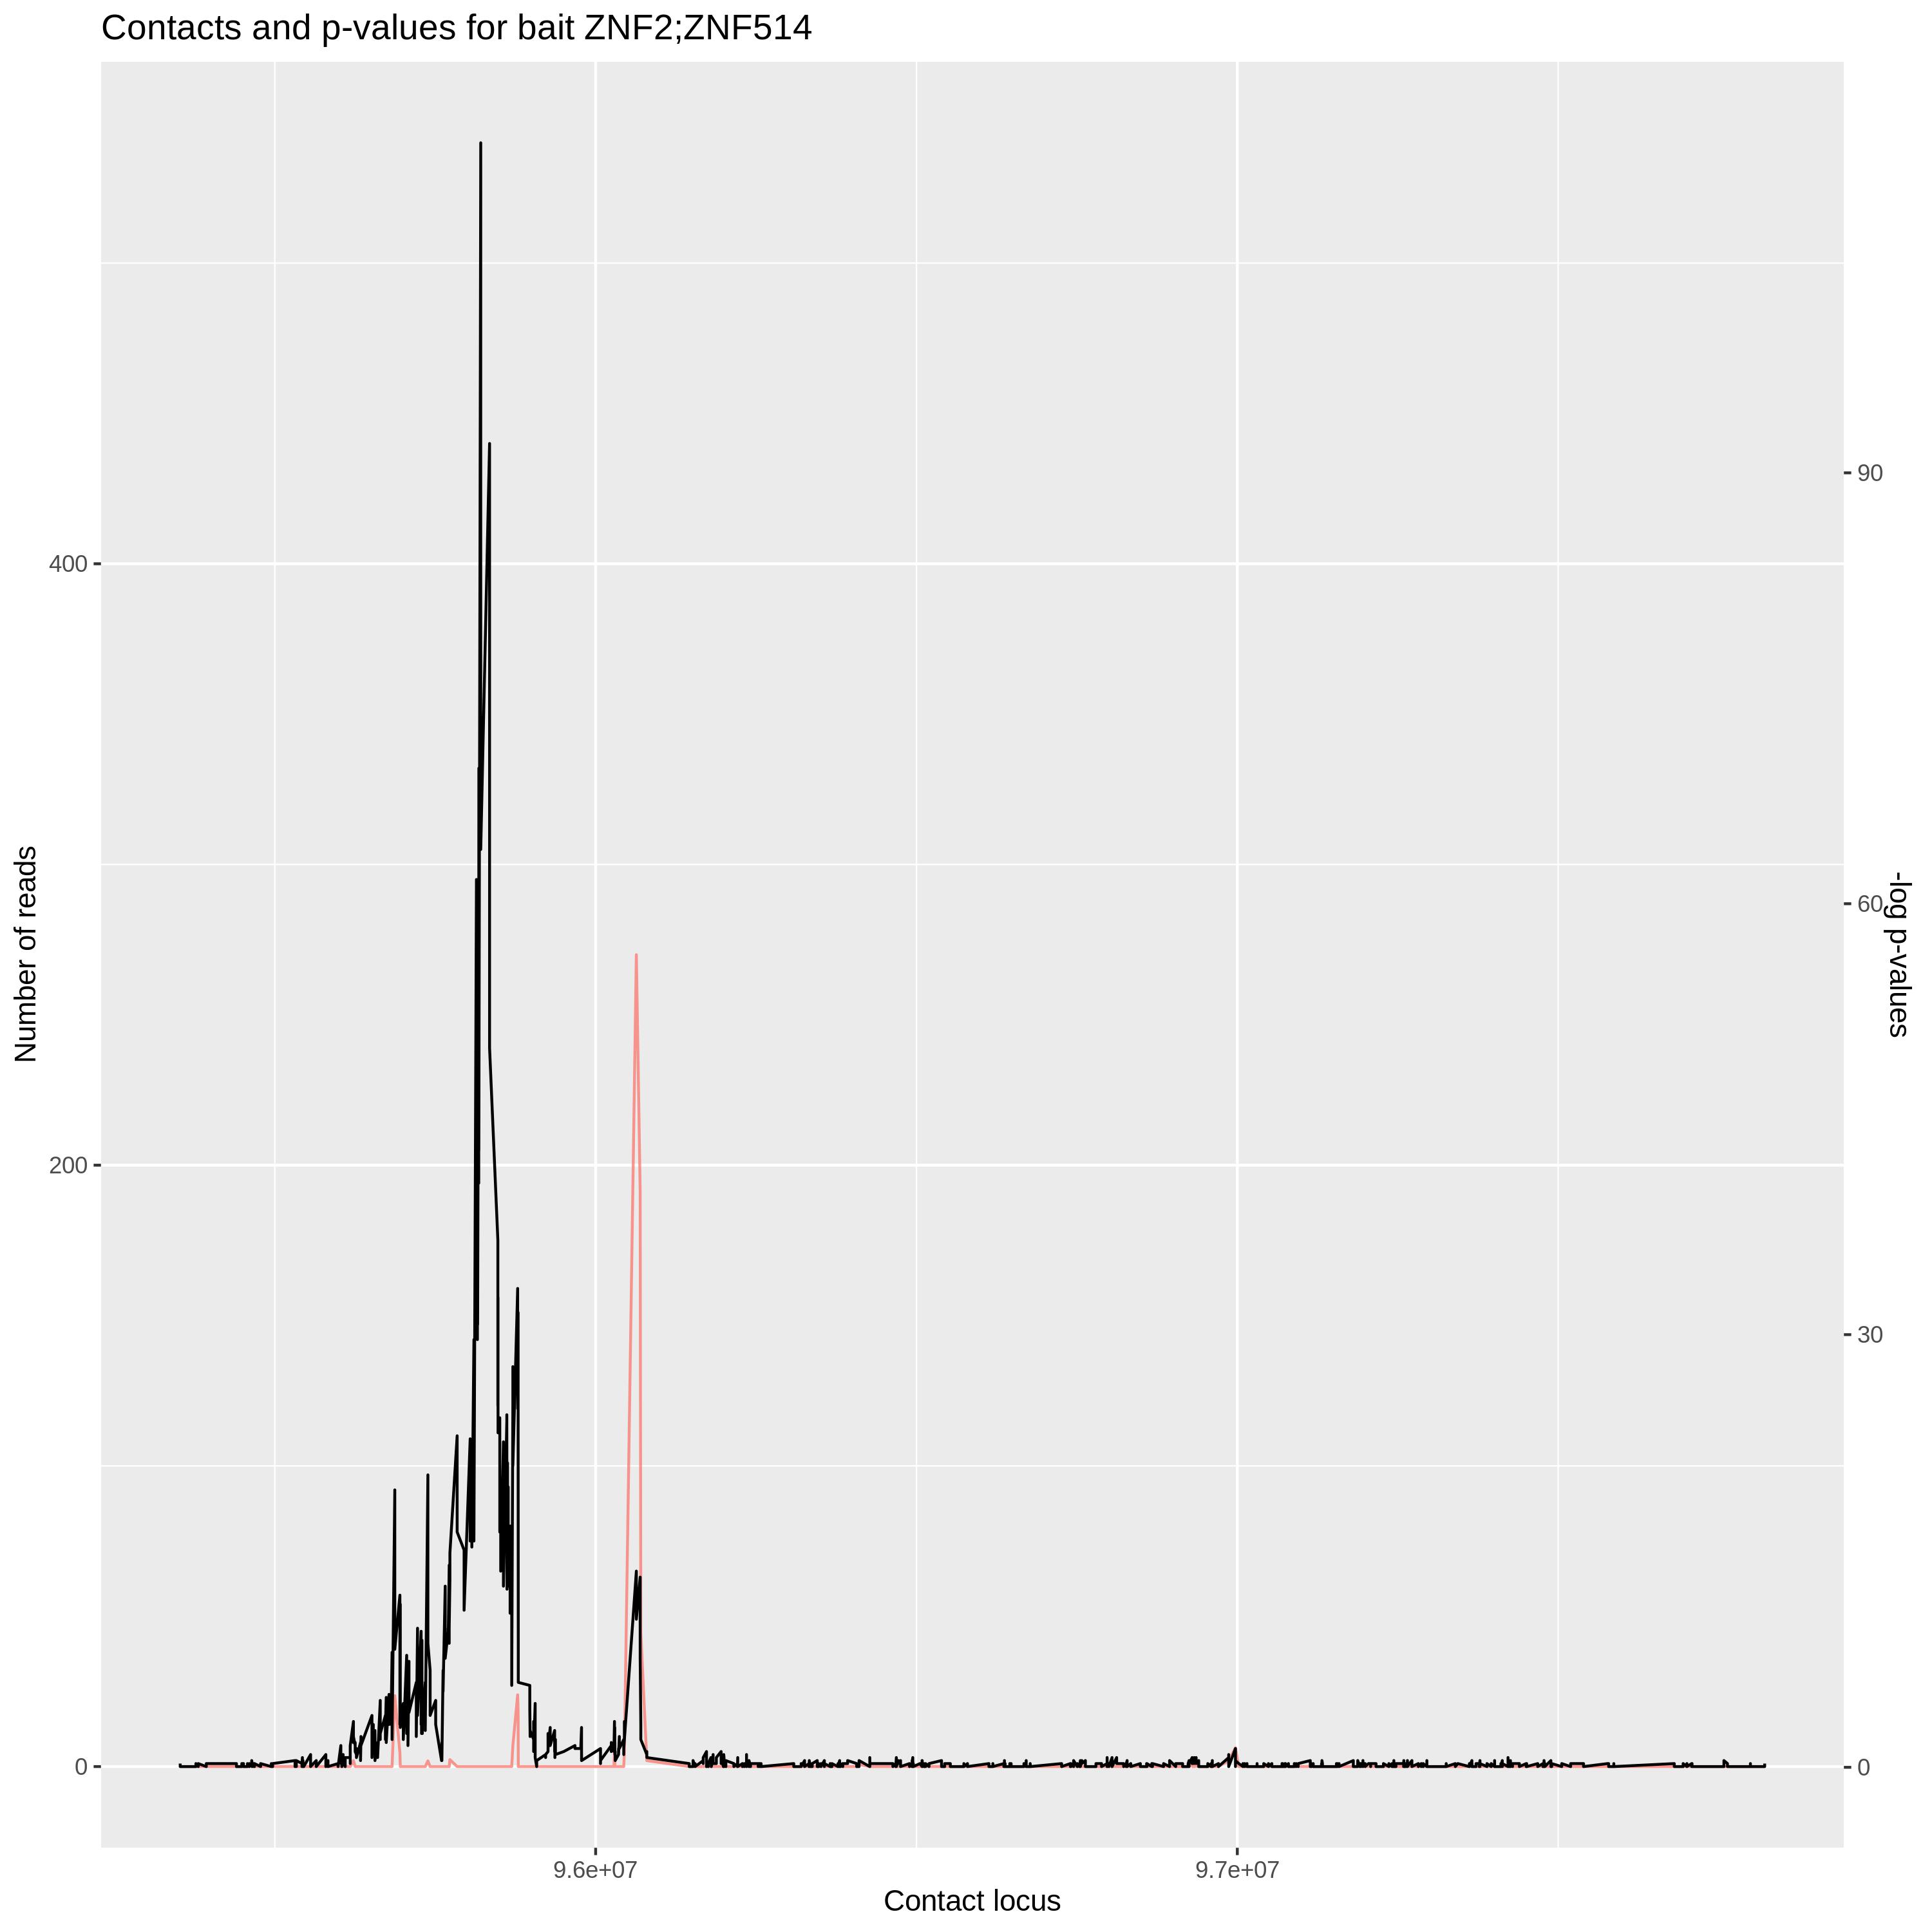 Contacts and p-values for bait ZNF2;ZNF514
Number of reads
400
200
0
90
60
30
0
-log p-values
9.6e+07
9.7e+07
Contact locus